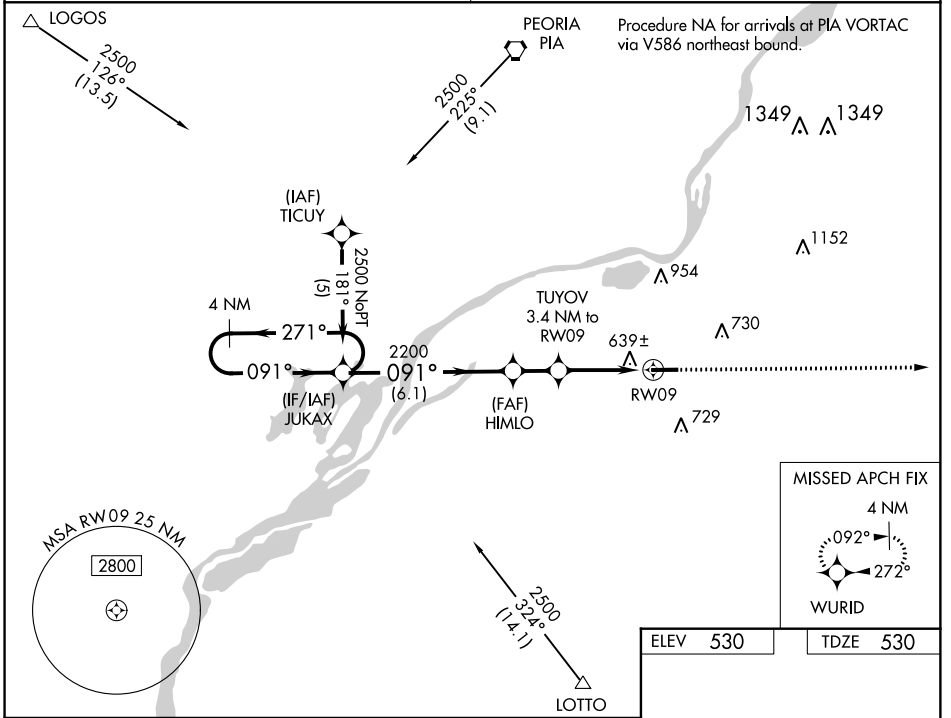 LOGOS
2500
126°
(13.5)
PEORIA
PIA
2500
225°
(9.1)
Procedure NA for arrivals at PIA VORTAC
via V586 northeast bound.
1349 1349
(IAF)
TICUY
2500 NoPT
181°
(5)
1152
954
4 NM
271°
TUYOV
3.4 NM to
RW09
730
639±
091°
2200
091°
(6.1)
(IF/IAF)
JUKAX
(FAF)
HIMLO
RW09
729
MSA RW09 25 NM
2800
2500
324°
(14.1)
LOTTO
MISSED APCH FIX
4 NM
092°
272°
WURID
ELEV 530
TDZE 530